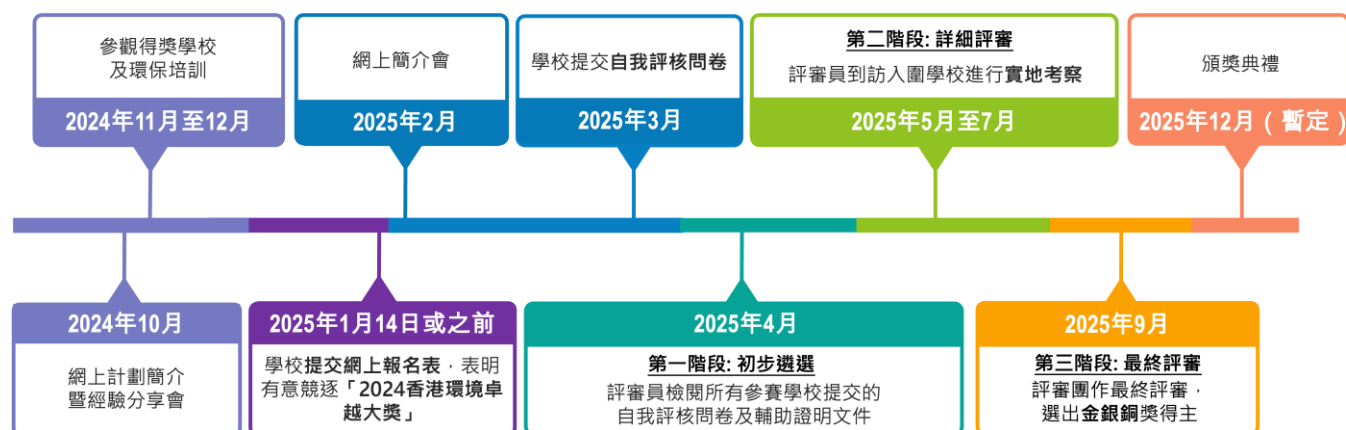 參觀得獎學校
及環保培訓
2024年11月至12月
網上簡介會
2025年2月
學校提交自我評核問卷
2025年3月
第二階段: 詳細評審
評審員到訪入圍學校進行實地考察
2025年5月至7月
頒獎典禮
2025年12月（暫定）
2024年10月
網上計劃簡介
暨經驗分享會
2025年1月14日或之前
學校提交網上報名表，表明
有意競逐「2024香港環境卓
越大獎」
2025年4月
第一階段: 初步遴選
評審員檢閱所有參賽學校提交的
自我評核問卷及輔助證明文件
2025年9月
第三階段: 最終評審
評審團作最終評審，
選出金銀銅獎得主